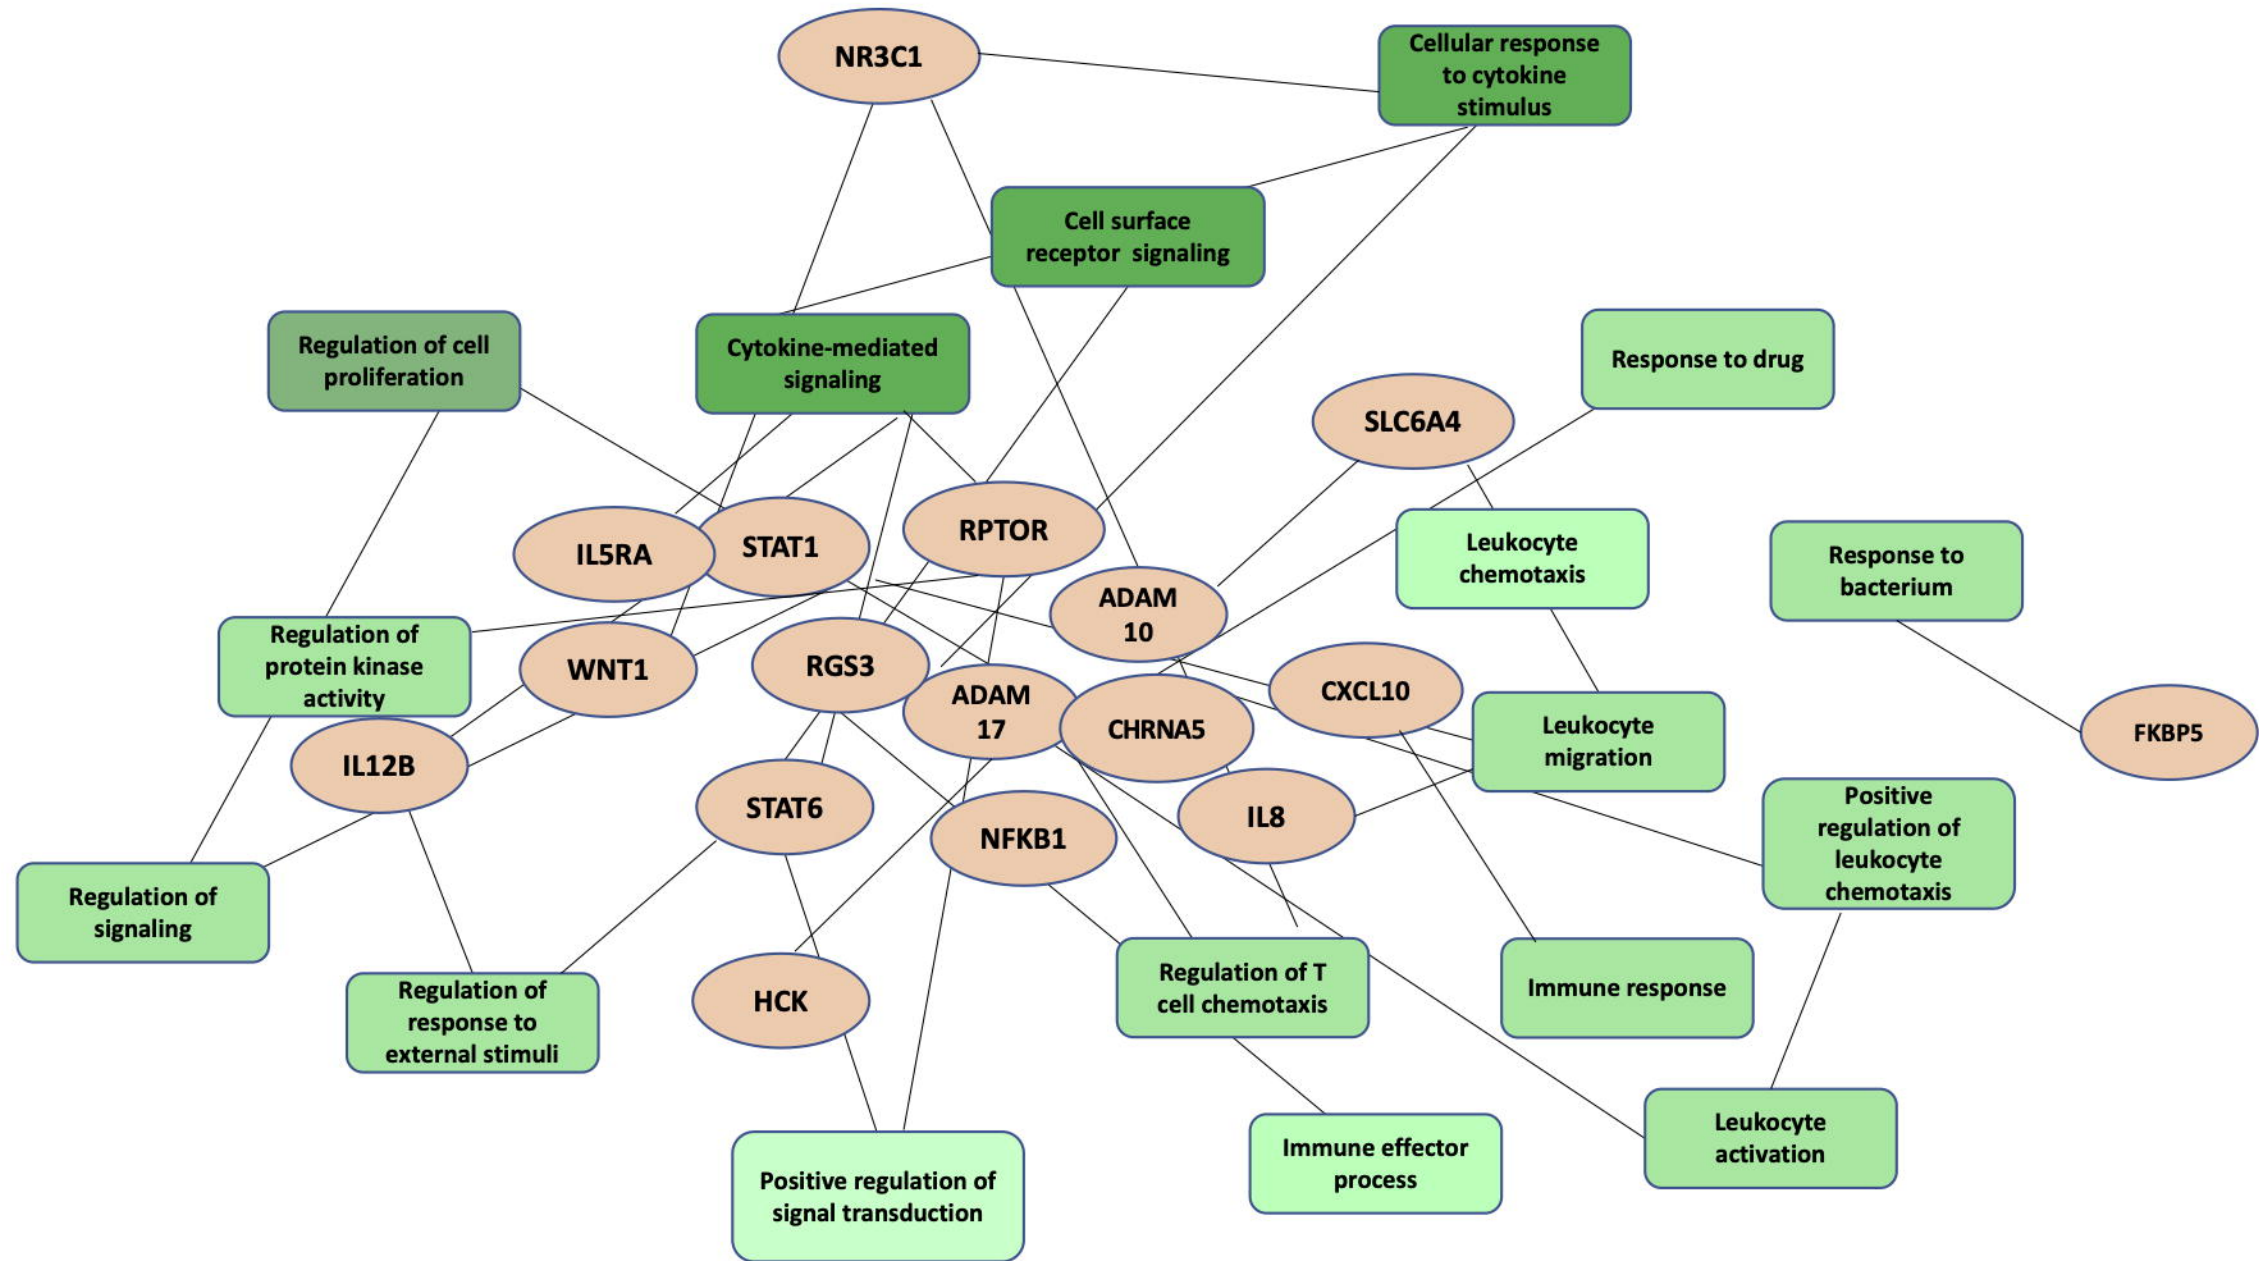 NR3C1
Cellular response
to cytokine
stimulus
Cell surface
receptor signaling
Regulation of cell
proliferation
Cytokine-mediated
signaling
Response to drug
SLC6A4
IL5RA
STAT1
RPTOR
Leukocyte
chemotaxis
Response to
bacterium
ADAM
10
Regulation of
protein kinase
activity
WNT1
RGS3
ADAM
17
CHRNA5
CXCL10
Leukocyte
migration
FKBP5
IL12B
STAT6
NFKB1
IL8
Positive
regulation of
leukocyte
chemotaxis
Regulation of
signaling
Regulation of
response to
external stimuli
HCK
Regulation of T
cell chemotaxis
Immune response
Positive regulation of
signal transduction
Immune effector
process
Leukocyte
activation